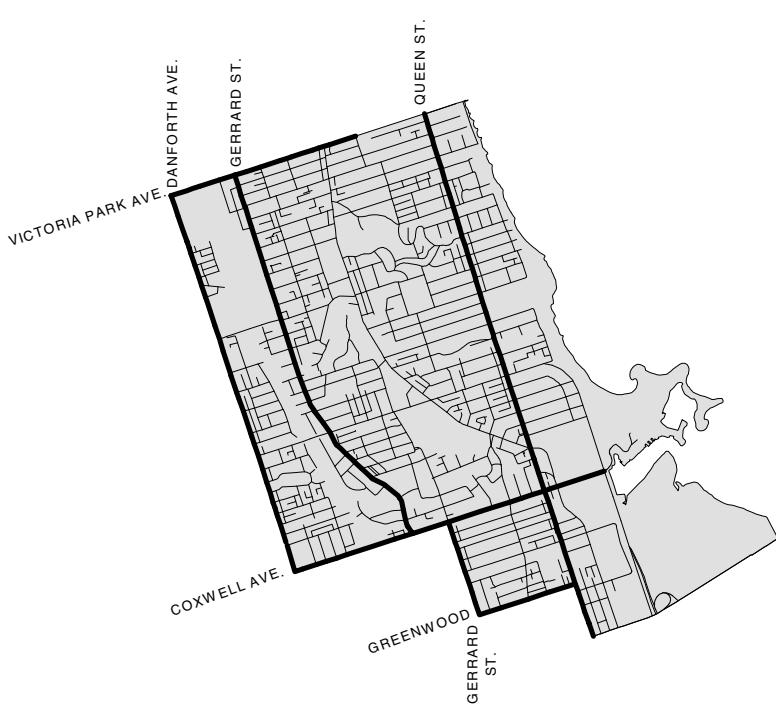 QUEEN ST.
GERRARD ST.
DANFORTH AVE.
VICTORIA PARK AVE.
COXWELL AVE.
GREENWOOD
GERRARD
ST.